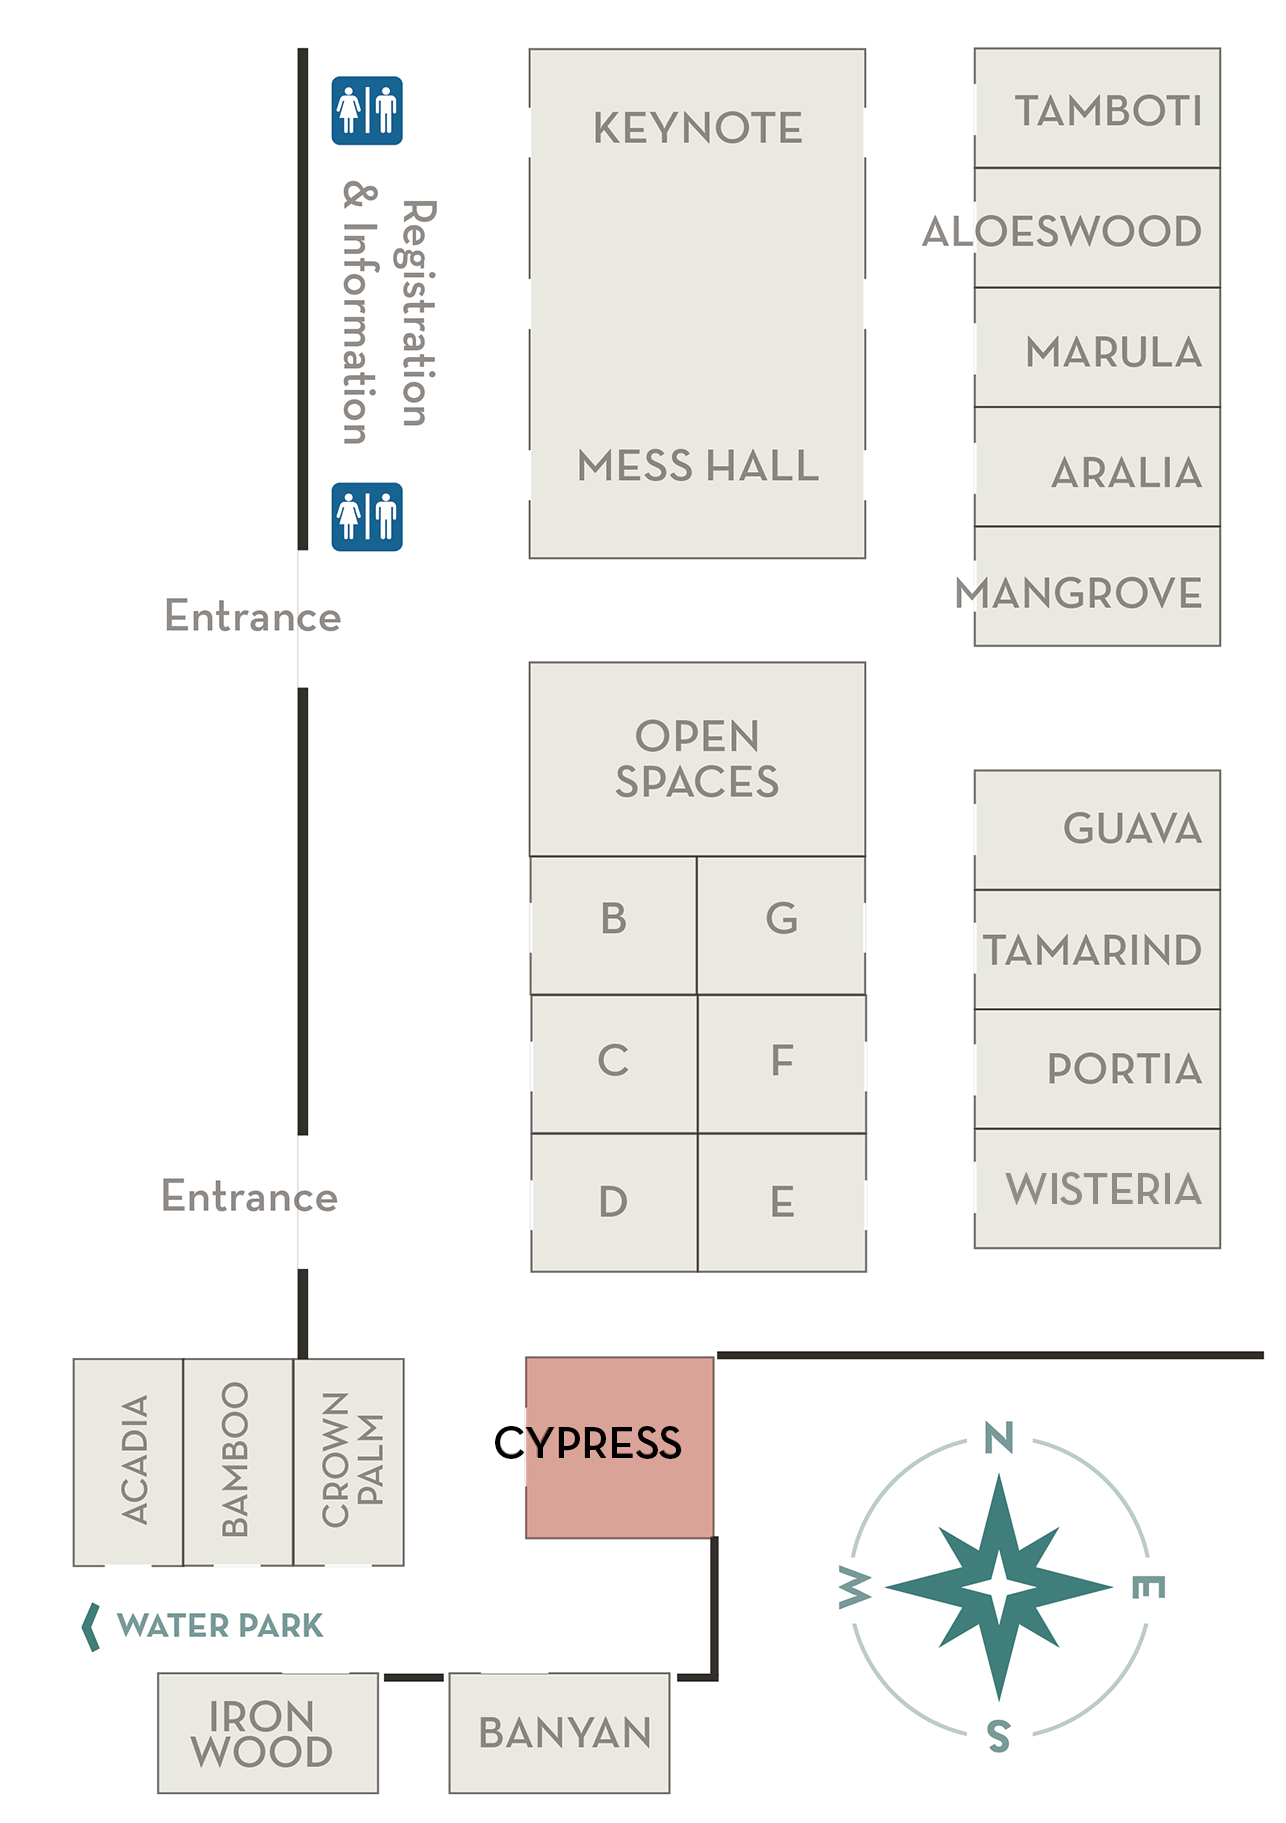 KEYNOTE
TAMBOTI
Registration
& Information
ALOESWOOD
MARULA
MESS HALL
ARALIA
Entrance
MANGROVE
OPEN
SPACES
GUAVA
B
G
TAMARIND
C
F
PORTIA
Entrance
D
E
WISTERIA
ACADIA
BAMBOO
CROWN
PALM
CYPRESS
N
W
E
S
WATER PARK
IRON
WOOD
BANYAN